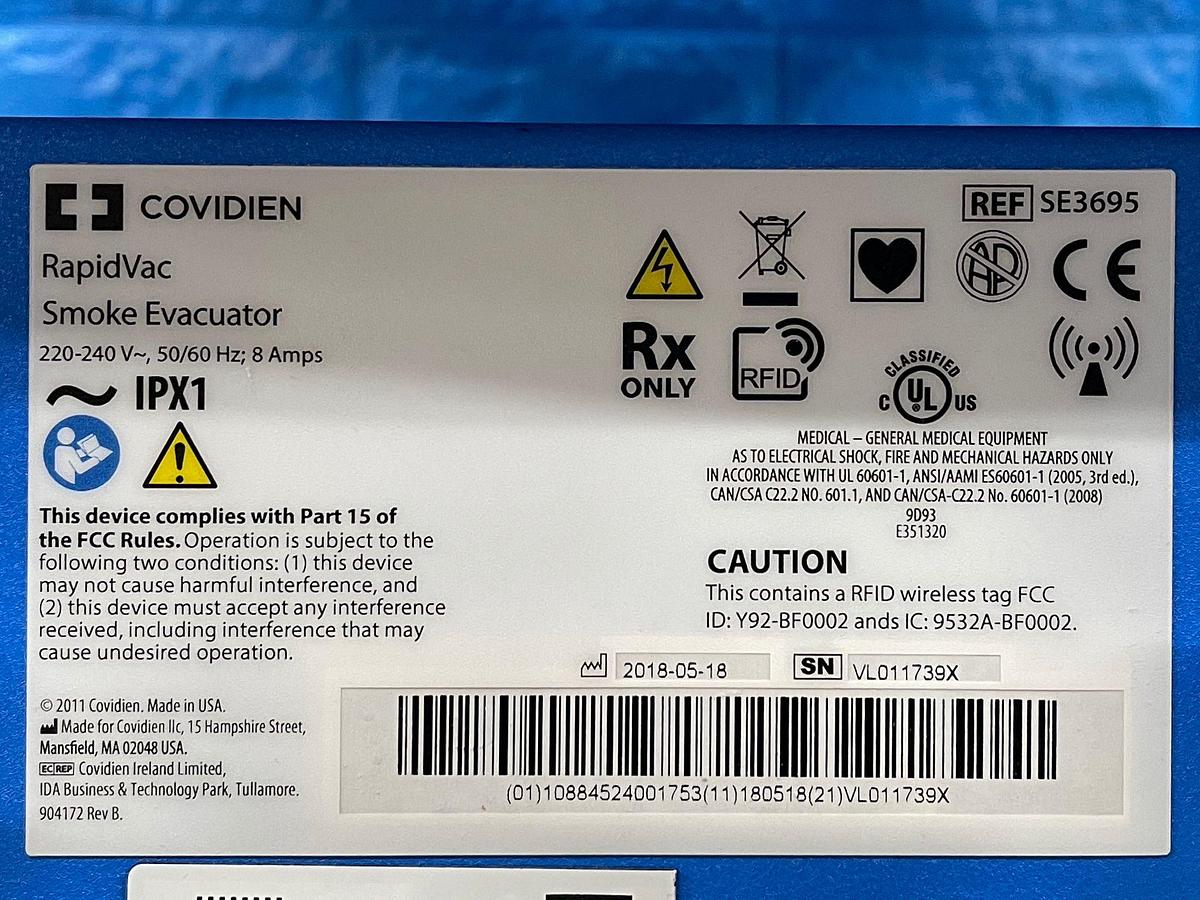 COVIDIEN
REF SE3695
RapidVac
Smoke Evacuator
220-240 V~, 50/60 Hz; 8 Amps
IPX1
Rx
ONLY
RFID
CLASSIFIED
C UL US
MEDICAL – GENERAL MEDICAL EQUIPMENT
AS TO ELECTRICAL SHOCK, FIRE AND MECHANICAL HAZARDS ONLY
IN ACCORDANCE WITH UL 60601-1, ANSI/AAMI ES60601-1 (2005, 3rd ed.),
CAN/CSA C22.2 NO. 601.1, AND CAN/CSA-C22.2 No. 60601-1 (2008)
9D93
E351320
This device complies with Part 15 of
the FCC Rules. Operation is subject to the
following two conditions: (1) this device
may not cause harmful interference, and
(2) this device must accept any interference
received, including interference that may
cause undesired operation.
CAUTION
This contains a RFID wireless tag FCC
ID: Y92-BF0002 ands IC: 9532A-BF0002.
2018-05-18 SN VL011739X
(01)10884524001753(11)180518(21)VL011739X
© 2011 Covidien. Made in USA.
Made for Covidien llc, 15 Hampshire Street,
Mansfield, MA 02048 USA.
EC REP Covidien Ireland Limited,
IDA Business & Technology Park, Tullamore.
904172 Rev B.